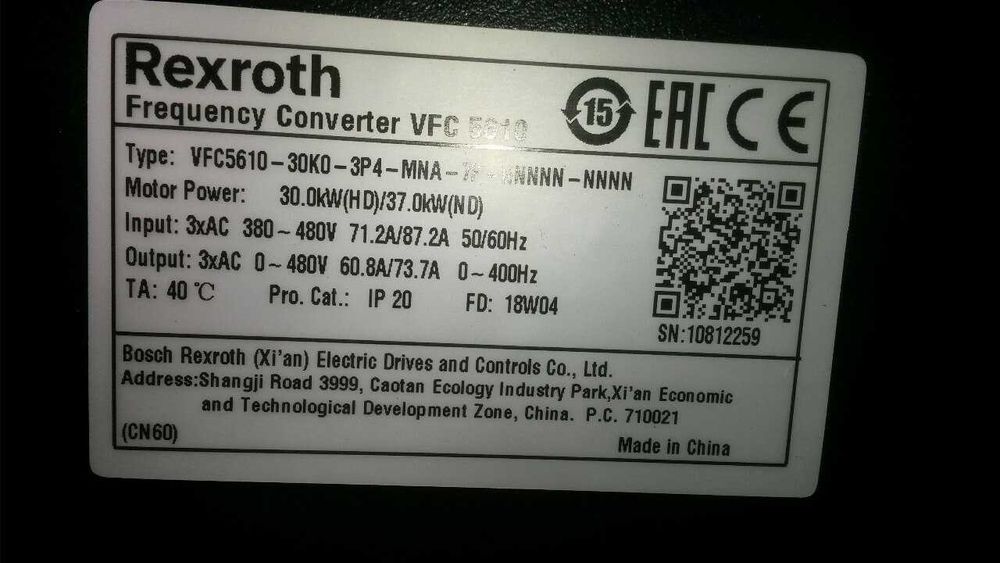 Rexroth
Frequency Converter VFC 5610
15 EAC CE
Type: VFC5610-30K0-3P4-MNA- -NNNN
Motor Power: 30.0kW(HD)/37.0kW(ND)
Input: 3xAC 380~480V 71.2A/87.2A 50/60Hz
Output: 3xAC 0~480V 60.8A/73.7A 0~400Hz
TA: 40℃ Pro. Cat.: IP 20 FD: 18W04
SN:10812259
Bosch Rexroth (Xi'an) Electric Drives and Controls Co., Ltd.
Address:Shangji Road 3999, Caotan Ecology Industry Park,Xi'an Economic
and Technological Development Zone, China. P.C. 710021
(CN60)
Made in China